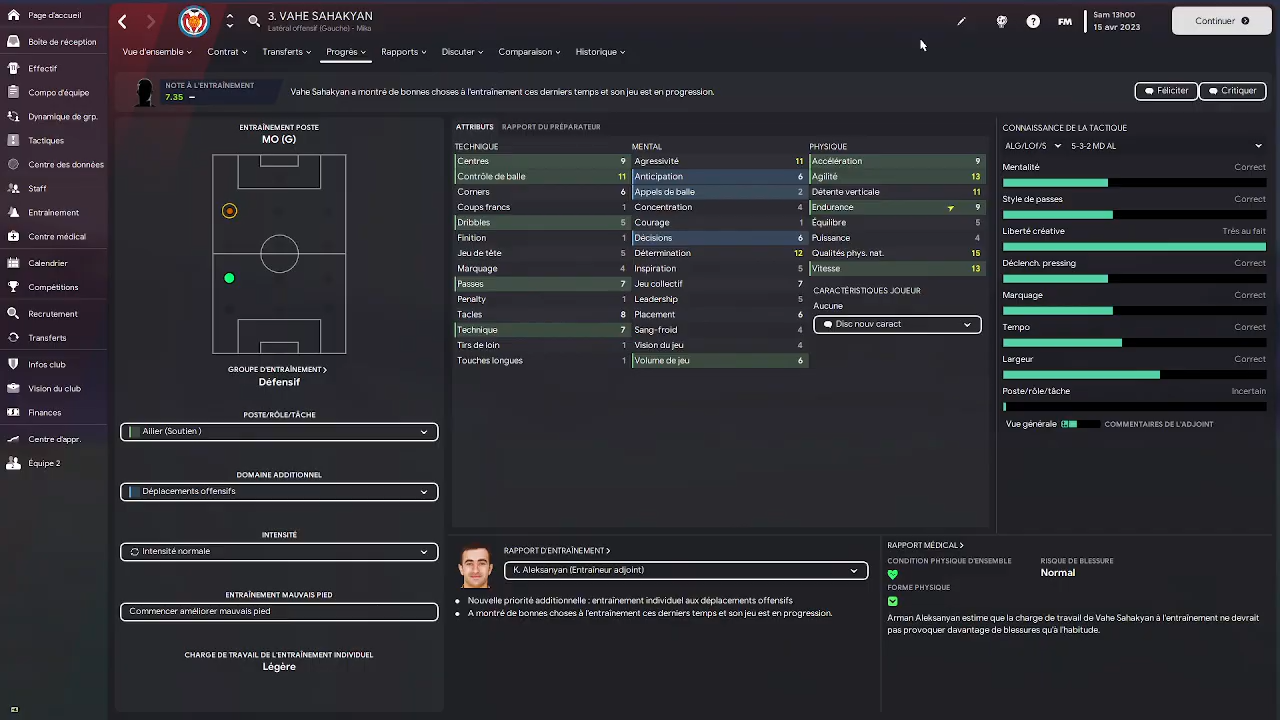 Page d'accueil
Boîte de réception
Effectif
Compo d'équipe
Dynamique de grp.
Tactiques
Centre des données
Staff
Entraînement
Centre médical
Calendrier
Compétitions
Recrutement
Transferts
Infos club
Vision du club
Finances
Centre d'appr.
Équipe 2
3. VAHE SAHAKYAN
Latéral offensif (Gauche) - Mika
? FM
Sam 13h00
15 avr 2023
Continuer
Vue d'ensemble Contrat Transferts Progrès Rapports Discuter Comparaison Historique
NOTE À L'ENTRAÎNEMENT
7.35 –
Vahe Sahakyan a montré de bonnes choses à l'entraînement ces derniers temps et son jeu est en progression.
Féliciter Critiquer
ENTRAÎNEMENT POSTE
MO (G)
GROUPE D'ENTRAÎNEMENT
Défensif
POSTE/RÔLE/TÂCHE
Ailier (Soutien )
DOMAINE ADDITIONNEL
Déplacements offensifs
INTENSITÉ
Intensité normale
ENTRAÎNEMENT MAUVAIS PIED
Commencer améliorer mauvais pied
CHARGE DE TRAVAIL DE L'ENTRAÎNEMENT INDIVIDUEL
Légère
ATTRIBUTS RAPPORT DU PRÉPARATEUR
TECHNIQUE MENTAL PHYSIQUE
Centres 9 Agressivité 11 Accélération 9
Contrôle de balle 11 Anticipation 6 Agilité 13
Corners 6 Appels de balle 2 Détente verticale 11
Coups francs 1 Concentration 4 Endurance 9
Dribbles 5 Courage 1 Équilibre 5
Finition 1 Décisions 6 Puissance 4
Jeu de tête 5 Détermination 12 Qualités phys. nat. 15
Marquage 4 Inspiration 5 Vitesse 13
Passes 7 Jeu collectif 7
Penalty 1 Leadership 5
Tacles 8 Placement 6
Technique 7 Sang-froid 4
Tirs de loin 1 Vision du jeu 4
Touches longues 1 Volume de jeu 6
CARACTÉRISTIQUES JOUEUR
Aucune
Disc nouv caract
CONNAISSANCE DE LA TACTIQUE
ALG/LOf/S 5-3-2 MD AL
Mentalité Correct
Style de passes Correct
Liberté créative Très au fait
Déclench. pressing Correct
Marquage Correct
Tempo Correct
Largeur Correct
Poste/rôle/tâche Incertain
Vue générale COMMENTAIRES DE L'ADJOINT
RAPPORT D'ENTRAÎNEMENT
K. Aleksanyan (Entraîneur adjoint)
Nouvelle priorité additionnelle : entraînement individuel aux déplacements offensifs
A montré de bonnes choses à l'entraînement ces derniers temps et son jeu est en progression.
RAPPORT MÉDICAL
CONDITION PHYSIQUE D'ENSEMBLE
RISQUE DE BLESSURE
Normal
FORME PHYSIQUE
Arman Aleksanyan estime que la charge de travail de Vahe Sahakyan à l'entraînement ne devrait
pas provoquer davantage de blessures qu'à l'habitude.